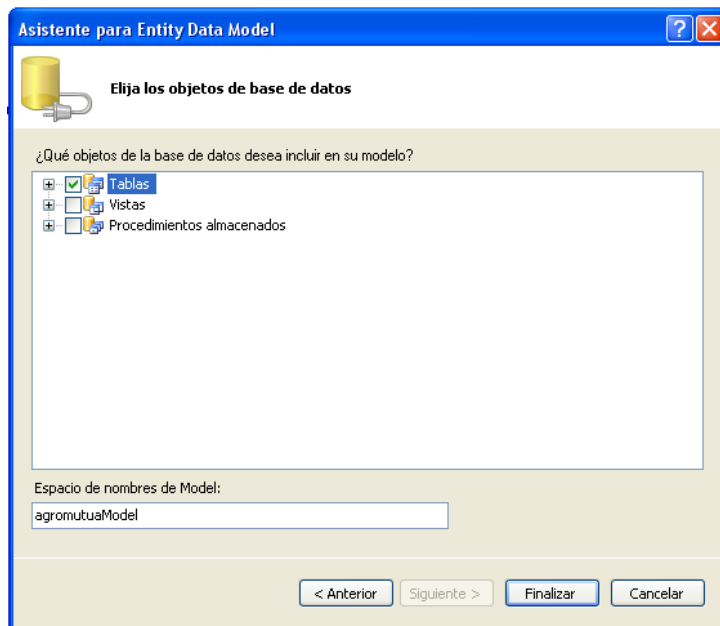 Asistente para Entity Data Model
Elija los objetos de base de datos
¿Qué objetos de la base de datos desea incluir en su modelo?
Tablas
Vistas
Procedimientos almacenados
Espacio de nombres de Model:
agromutuaModel
< Anterior Siguiente > Finalizar Cancelar